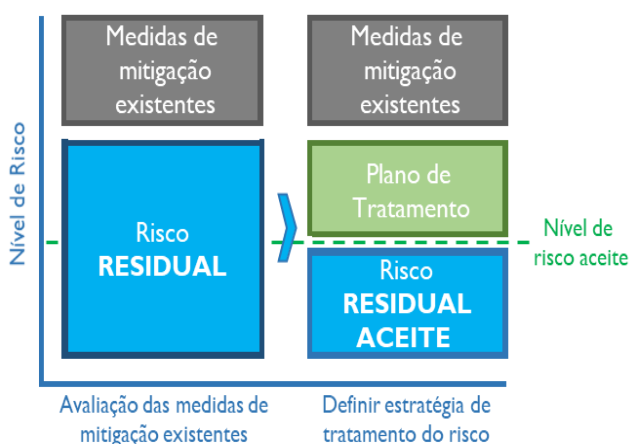 Medidas de
mitigação
existentes
Medidas de
mitigação
existentes
Nível de Risco
Risco
RESIDUAL
Plano de
Tratamento
Nível de
risco aceite
Risco
RESIDUAL
ACEITE
Avaliação das medidas de
mitigação existentes
Definir estratégia de
tratamento do risco